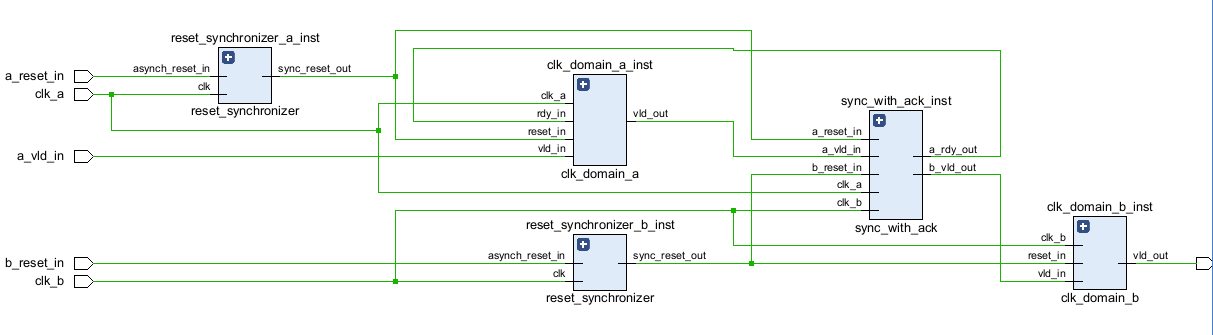 reset_synchronizer_a_inst
a_reset_in
asynch_reset_in
sync_reset_out
clk_a
clk
reset_synchronizer
clk_domain_a_inst
clk_a
rdy_in
vld_out
reset_in
a_vld_in
vld_in
clk_domain_a
sync_with_ack_inst
a_reset_in
a_vld_in
a_rdy_out
b_reset_in
b_vld_out
clk_a
clk_b
sync_with_ack
reset_synchronizer_b_inst
b_reset_in
asynch_reset_in
sync_reset_out
clk_b
clk
reset_synchronizer
clk_domain_b_inst
clk_b
reset_in
vld_out
vld_in
clk_domain_b